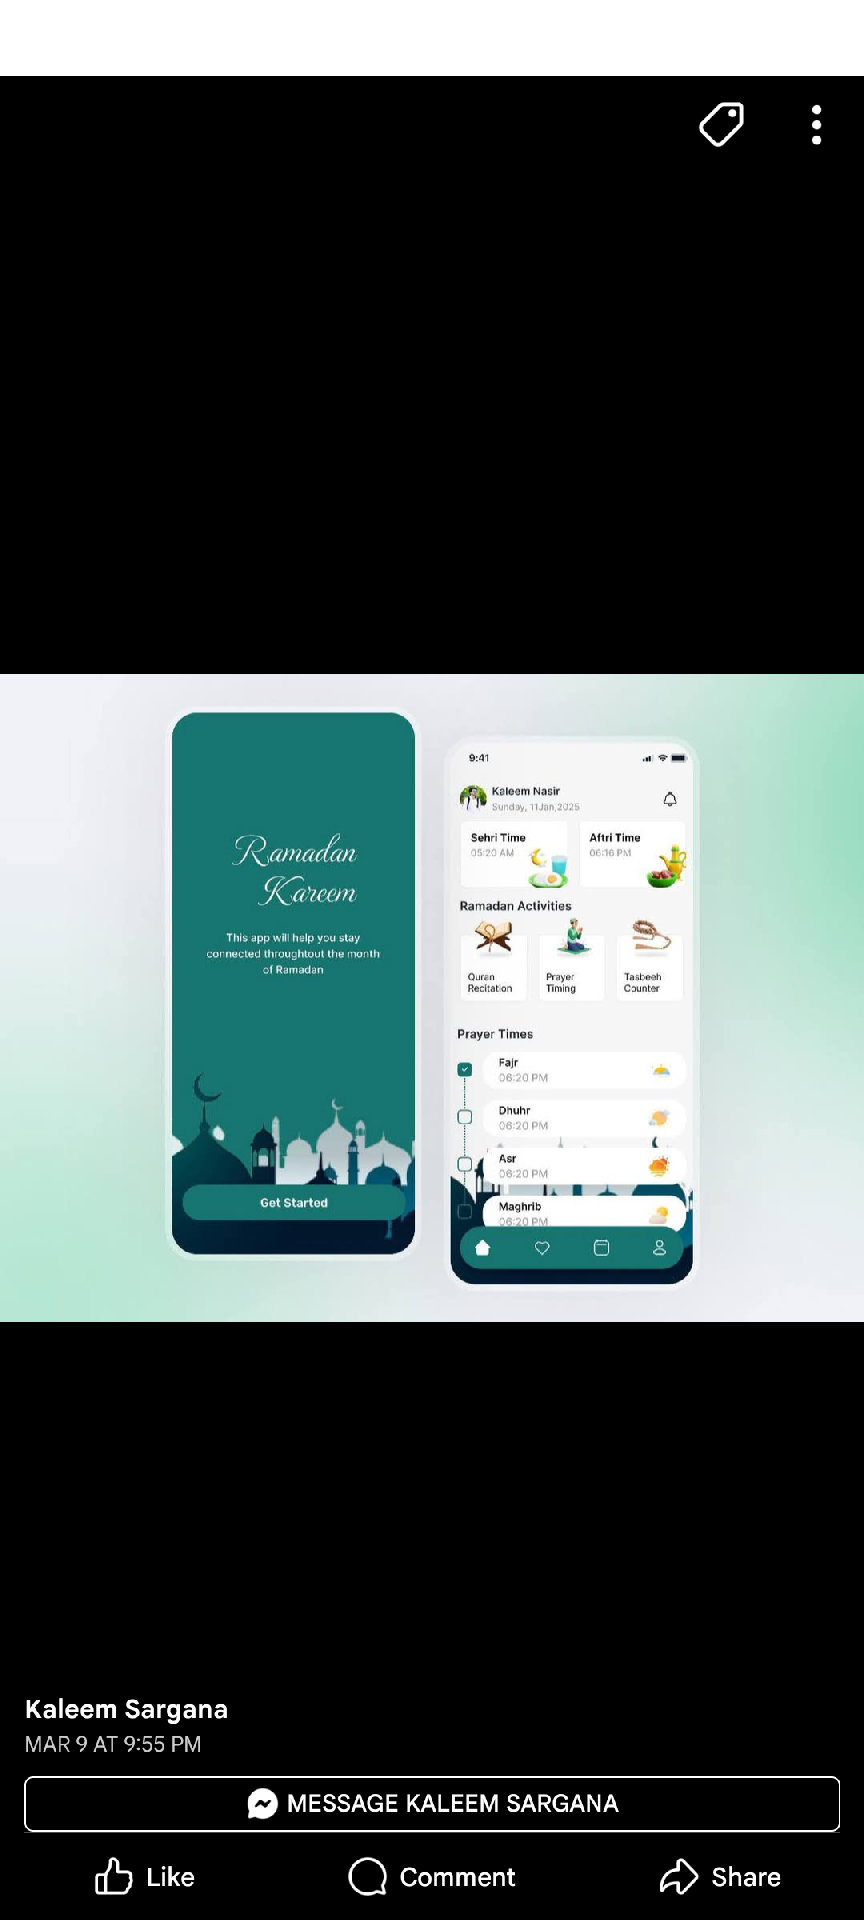 Ramadan
Kareem
This app will help you stay
connected throughtout the month
of Ramadan
Get Started
9:41
Kaleem Nasir
Sunday, 11Jan,2025
Sehri Time
05:20 AM
Aftri Time
06:16 PM
Ramadan Activities
Quran
Recitation
Prayer
Timing
Tasbeeh
Counter
Prayer Times
Fajr
06:20 PM
Dhuhr
06:20 PM
Asr
06:20 PM
Maghrib
06:20 PM
Kaleem Sargana
MAR 9 AT 9:55 PM
MESSAGE KALEEM SARGANA
Like
Comment
Share